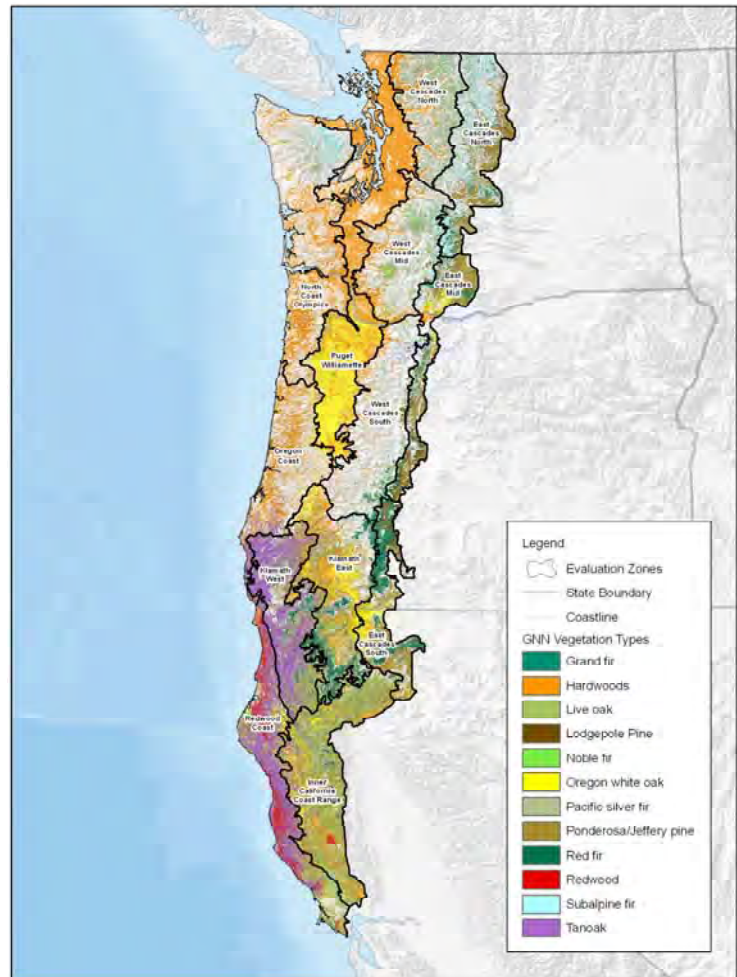 West
Cascades
North
East
Cascades
North
West
Cascades
Mid
East
Cascades
Mid
North
Coast
Olympics
Puget
Willamette
West
Cascades
South
Oregon
Coast
Klamath
West
Klamath
East
East
Cascades
South
Redwood
Coast
Inner
California
Coast Range
Legend
Evaluation Zones
State Boundary
Coastline
GNN Vegetation Types
Grand fir
Hardwoods
Live oak
Lodgepole Pine
Noble fir
Oregon white oak
Pacific silver fir
Ponderosa/Jeffery pine
Red fir
Redwood
Subalpine fir
Tanoak